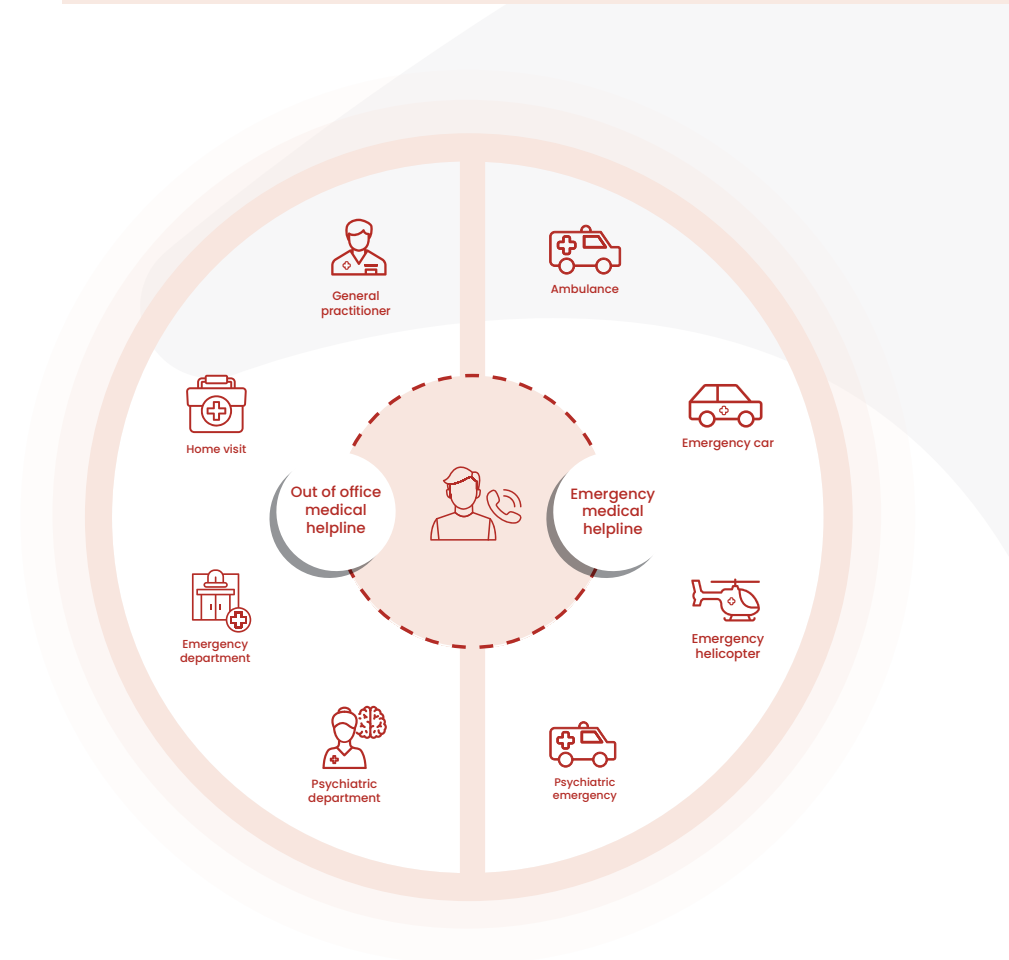 General
practitioner
Ambulance
Home visit
Emergency car
Out of office
medical
helpline
Emergency
medical
helpline
Emergency
department
Emergency
helicopter
Psychiatric
department
Psychiatric
emergency